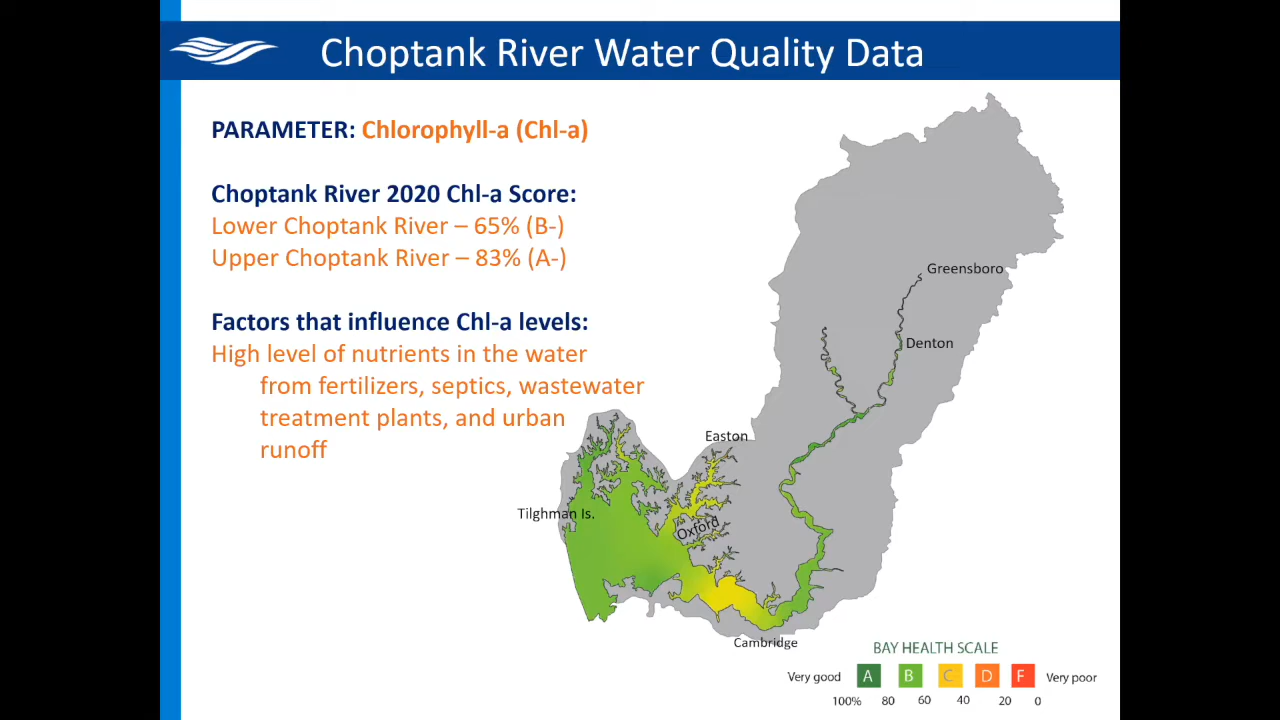 Choptank River Water Quality Data
PARAMETER: Chlorophyll-a (Chl-a)
Choptank River 2020 Chl-a Score:
Lower Choptank River – 65% (B-)
Upper Choptank River – 83% (A-)
Factors that influence Chl-a levels:
High level of nutrients in the water
from fertilizers, septics, wastewater
treatment plants, and urban
runoff
Greensboro
Denton
Easton
Tilghman Is.
Oxford
Cambridge
BAY HEALTH SCALE
Very good A B C D F Very poor
100% 80 60 40 20 0